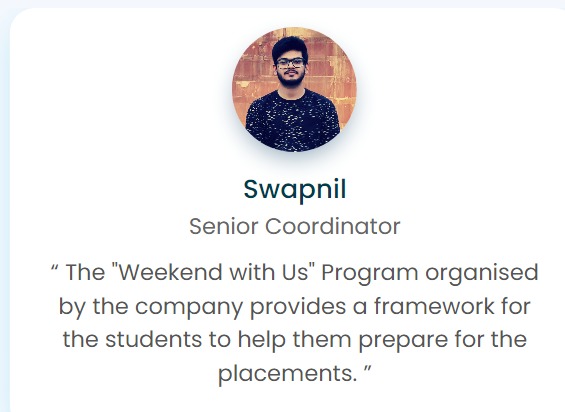 Swapnil
Senior Coordinator
“ The "Weekend with Us" Program organised
by the company provides a framework for
the students to help them prepare for the
placements. ”